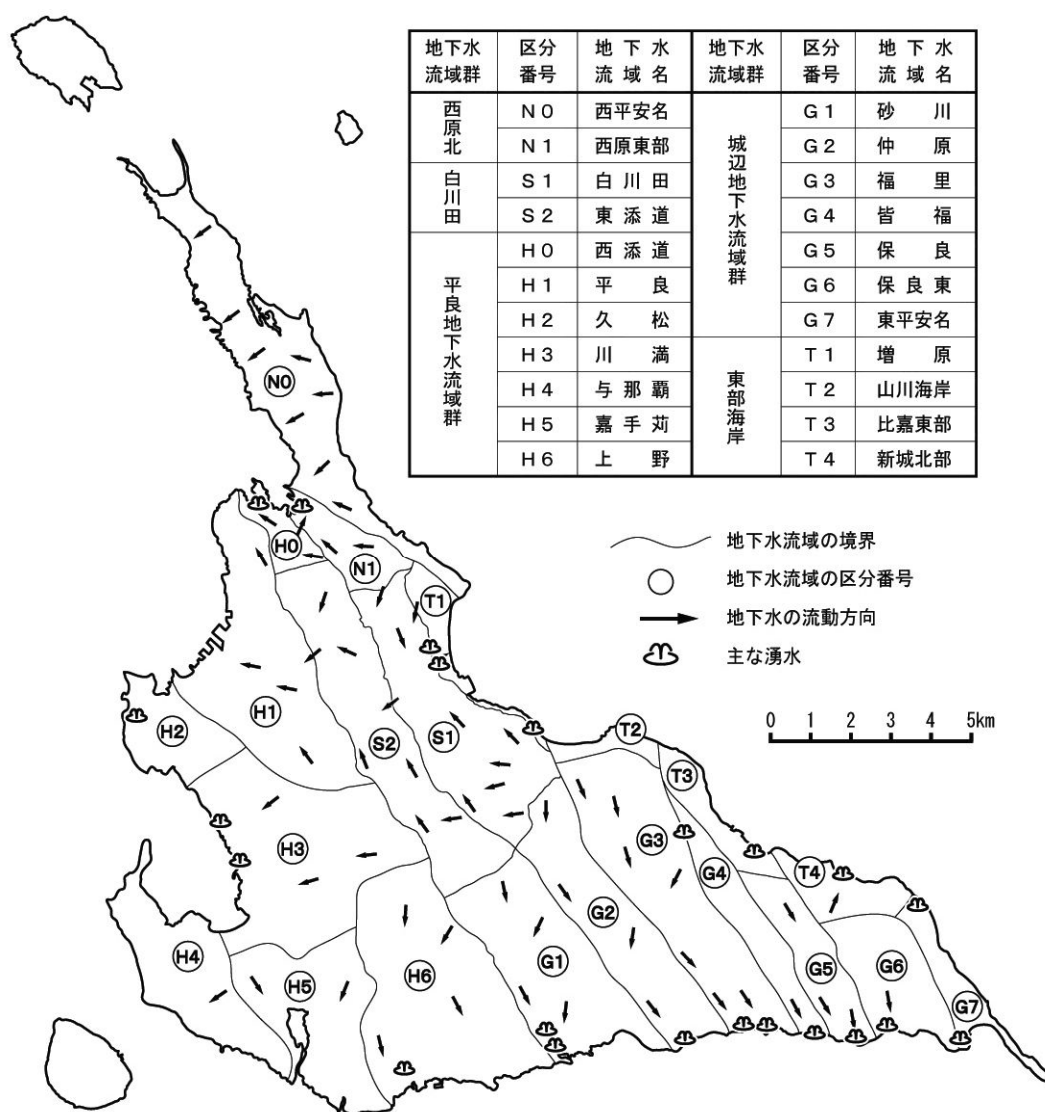 地下水流域群 区分番号 地下水流域名 地下水流域群 区分番号 地下水流域名
西原北 N0 西平安名 城辺地下水流域群 G1 砂川
N1 西原東部 G2 仲原
白川田 S1 白川田 G3 福里
S2 東添道 G4 皆福
平良地下水流域群 H0 西添道 G5 保良
H1 平良 G6 保良東
H2 久松 G7 東平安名
H3 川満 東部海岸 T1 増原
H4 与那覇 T2 山川海岸
H5 嘉手苅 T3 比嘉東部
H6 上野 T4 新城北部
地下水流域の境界
地下水流域の区分番号
地下水の流動方向
主な湧水
0 1 2 3 4 5km
N0
H0
N1
T1
H1
H2
S2
S1
T2
T3
H3
G3
G4
T4
G2
H4
H5
H6
G1
G5
G6
G7